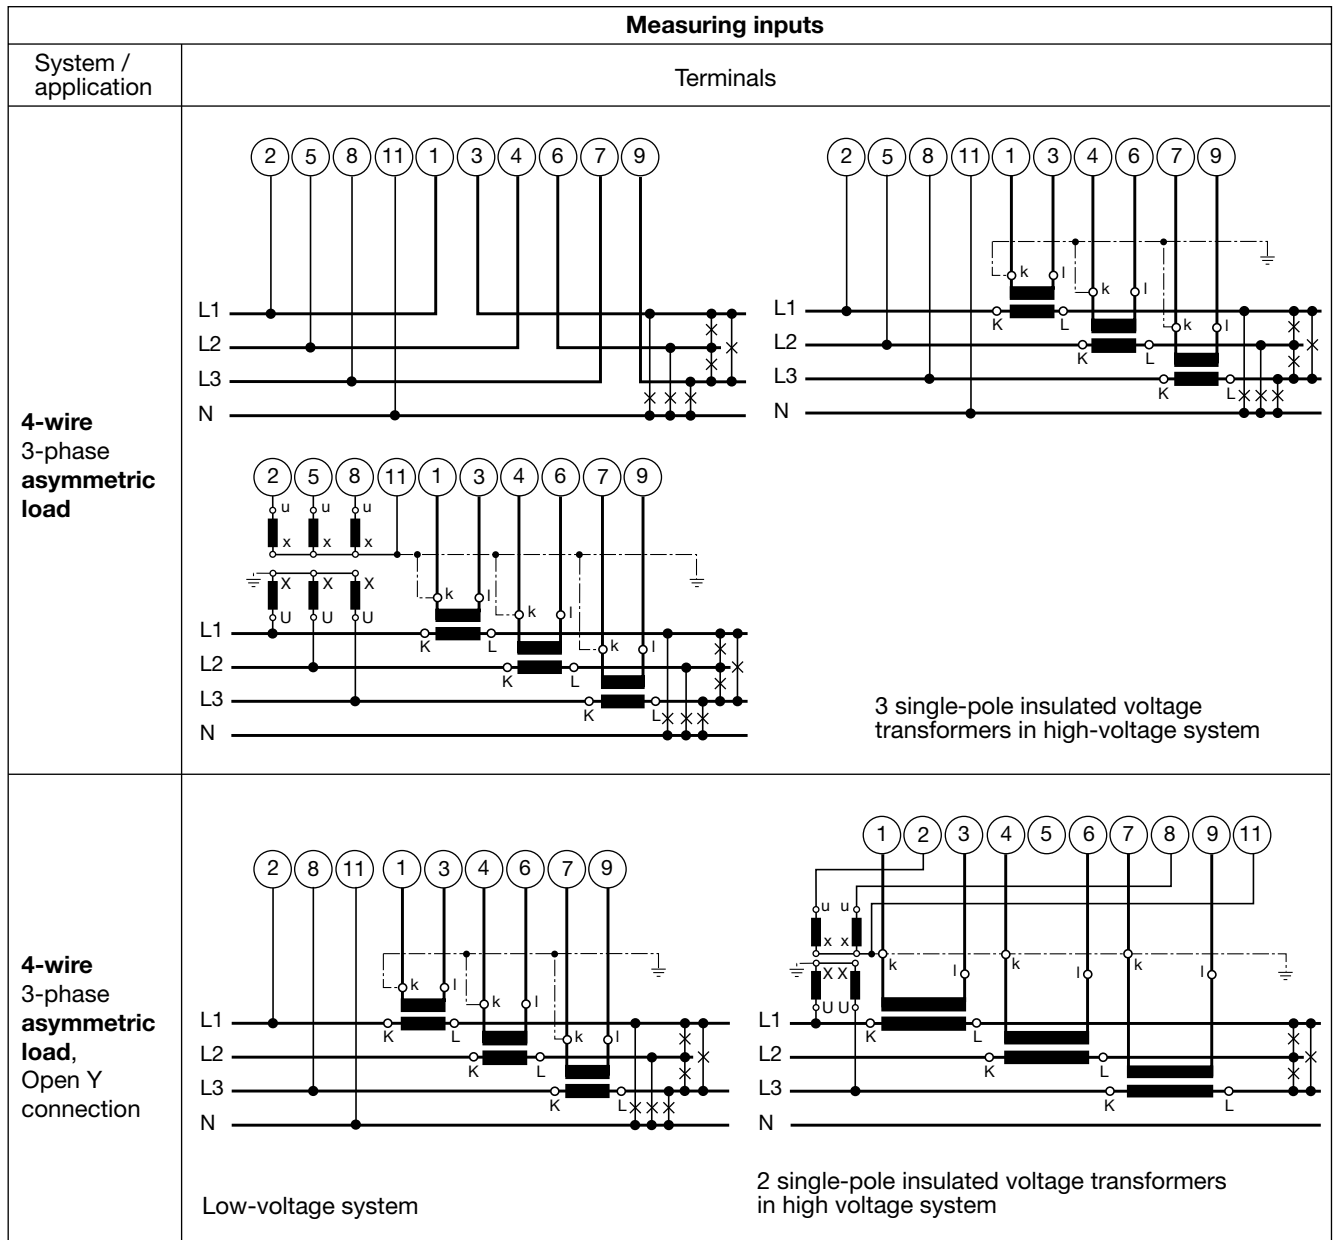 Measuring inputs
System /
application
Terminals
4-wire
3-phase
asymmetric
load
2 5 8 11 1 3 4 6 7 9
L1
L2
L3
N
2 5 8 11 1 3 4 6 7 9
k l
k l
k l
L1
K L
L2
K L
L3
K L
N
2 5 8 11 1 3 4 6 7 9
u u u
x x x
X X X
U U U
k l
k l
k l
L1
K L
L2
K L
L3
K L
N
3 single-pole insulated voltage
transformers in high-voltage system
4-wire
3-phase
asymmetric
load,
Open Y
connection
2 8 11 1 3 4 6 7 9
k l
k l
k l
L1
K L
L2
K L
L3
K L
N
Low-voltage system
1 2 3 4 5 6 7 8 9 11
u u
x x
k k k
X X
l l l
U U
L1
K L
L2
K L
L3
K L
N
2 single-pole insulated voltage transformers
in high voltage system